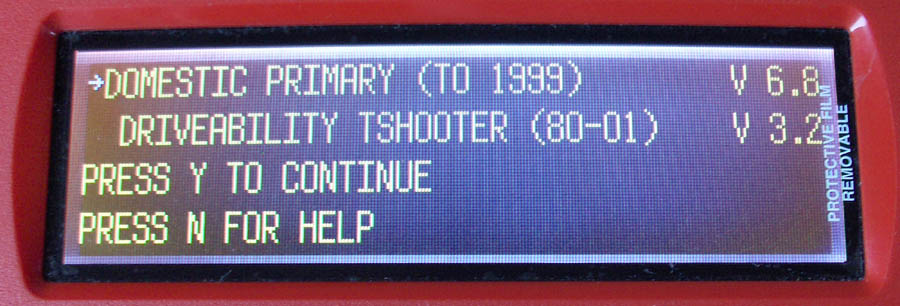 →DOMESTIC PRIMARY (TO 1999) V 6.8
DRIVEABILITY TSHOOTER (80-01) V 3.2
PRESS Y TO CONTINUE
PRESS N FOR HELP
PROTECTIVE FILM
REMOVABLE